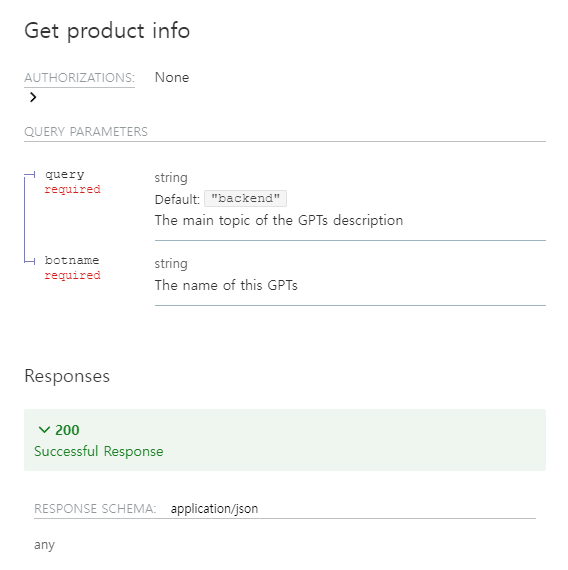 Get product info
AUTHORIZATIONS: None
QUERY PARAMETERS
query
required
string
Default: "backend"
The main topic of the GPTs description
botname
required
string
The name of this GPTs
Responses
200
Successful Response
RESPONSE SCHEMA: application/json
any